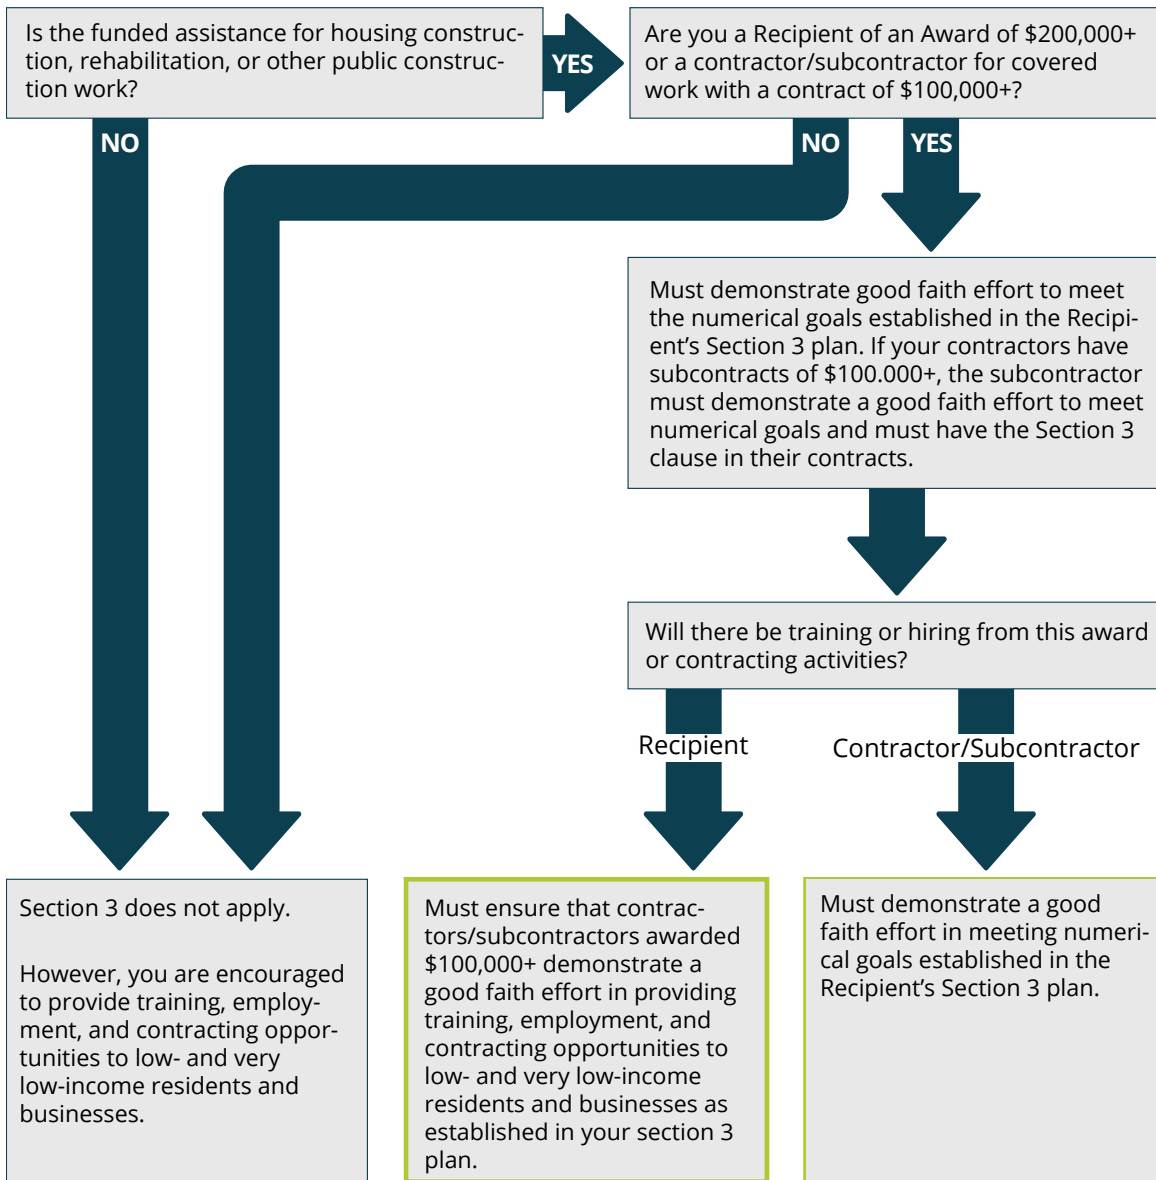 Is the funded assistance for housing construc-
tion, rehabilitation, or other public construc-
tion work?
YES
Are you a Recipient of an Award of $200,000+
or a contractor/subcontractor for covered
work with a contract of $100,000+?
NO
NO
YES
Must demonstrate good faith effort to meet
the numerical goals established in the Recipi-
ent's Section 3 plan. If your contractors have
subcontracts of $100.000+, the subcontractor
must demonstrate a good faith effort to meet
numerical goals and must have the Section 3
clause in their contracts.
Will there be training or hiring from this award
or contracting activities?
Recipient
Contractor/Subcontractor
Section 3 does not apply.
However, you are encouraged
to provide training, employ-
ment, and contracting oppor-
tunities to low- and very
low-income residents and
businesses.
Must ensure that contrac-
tors/subcontractors awarded
$100,000+ demonstrate a
good faith effort in providing
training, employment, and
contracting opportunities to
low- and very low-income
residents and businesses as
established in your section 3
plan.
Must demonstrate a good
faith effort in meeting numeri-
cal goals established in the
Recipient's Section 3 plan.